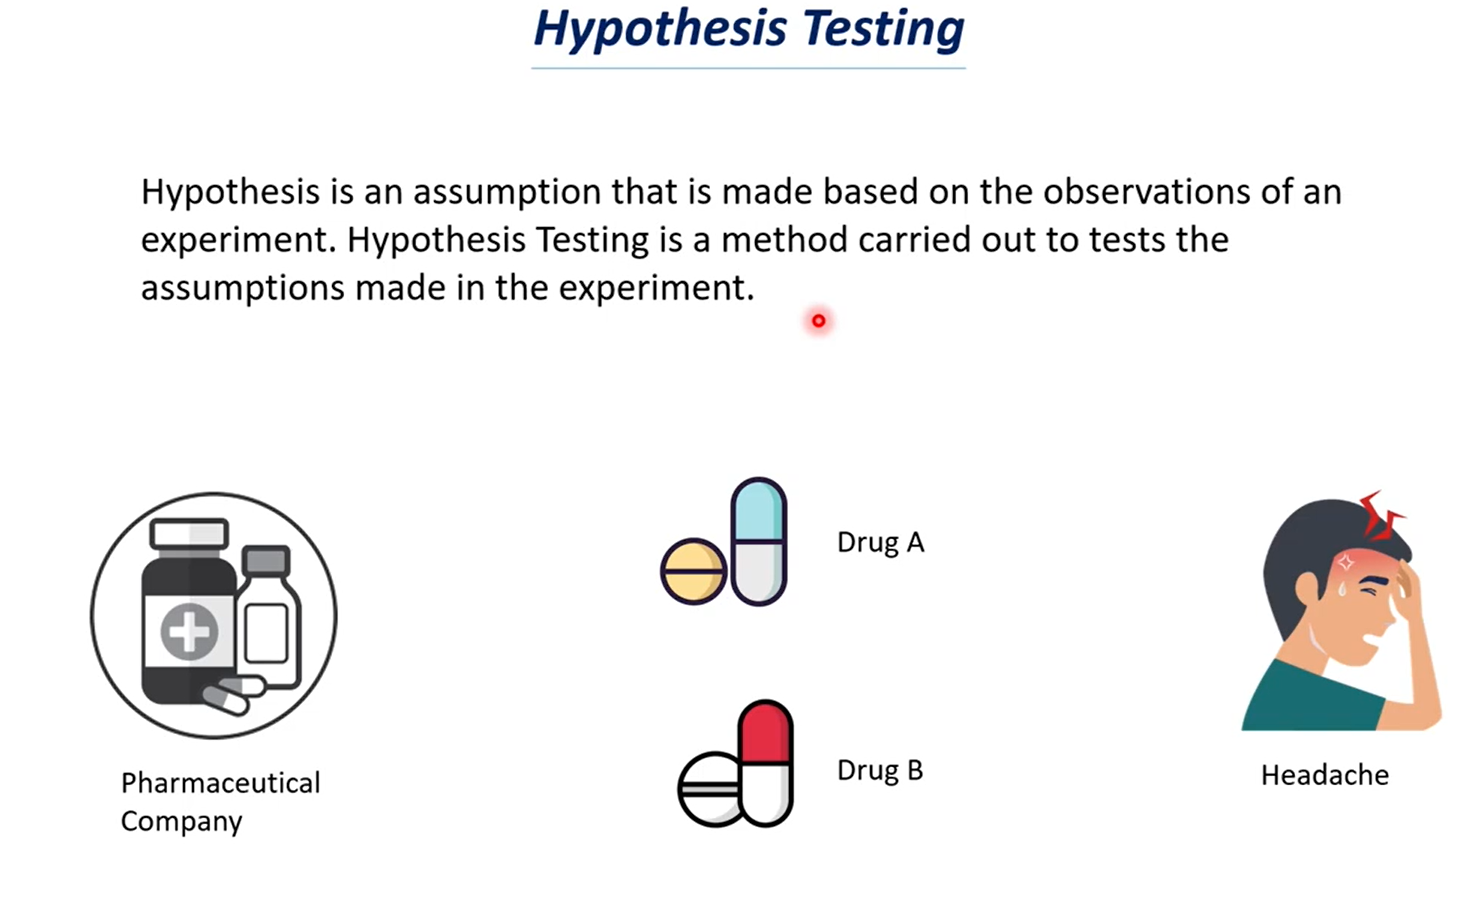 Hypothesis Testing
Hypothesis is an assumption that is made based on the observations of an
experiment. Hypothesis Testing is a method carried out to tests the
assumptions made in the experiment.
Drug A
Drug B
Pharmaceutical
Company
Headache